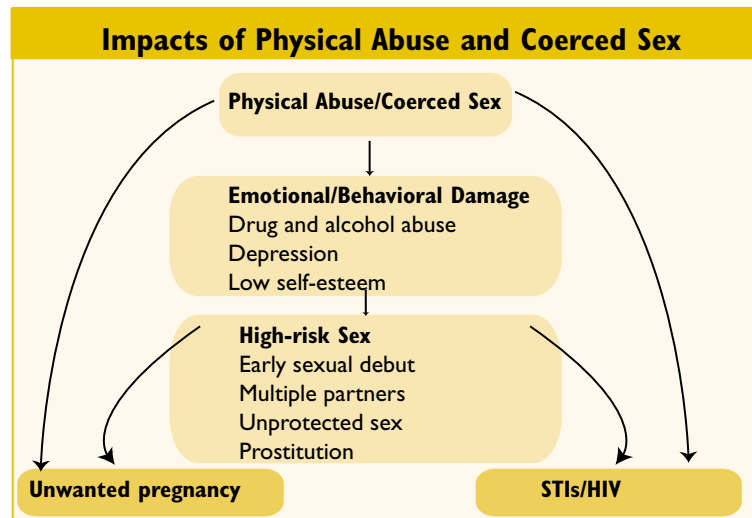 Impacts of Physical Abuse and Coerced Sex
Physical Abuse/Coerced Sex
Emotional/Behavioral Damage
Drug and alcohol abuse
Depression
Low self-esteem
High-risk Sex
Early sexual debut
Multiple partners
Unprotected sex
Prostitution
Unwanted pregnancy
STIs/HIV